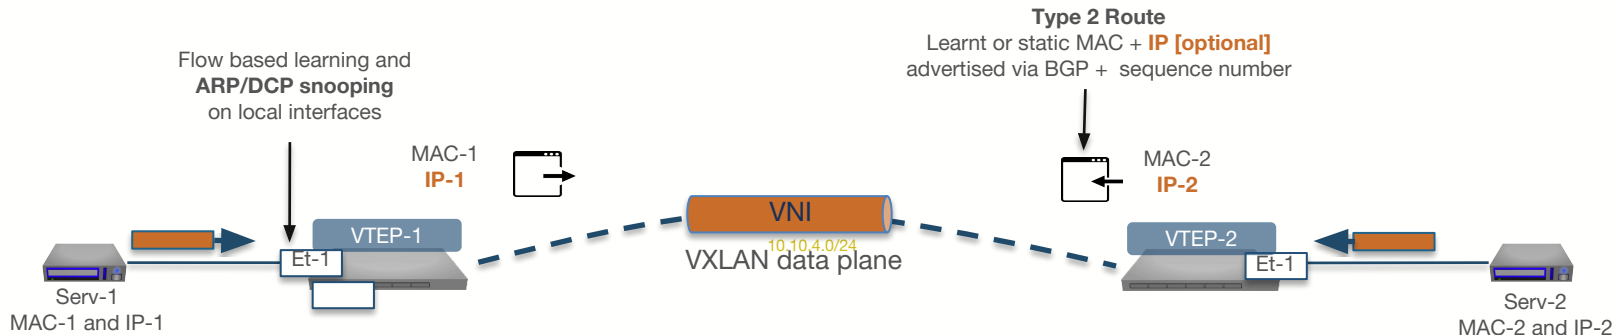 Type 2 Route
Learnt or static MAC + IP [optional]
advertised via BGP + sequence number
Flow based learning and
ARP/DCP snooping
on local interfaces
MAC-1
IP-1
MAC-2
IP-2
VNI
10.10.4.0/24
VXLAN data plane
VTEP-1
Et-1
VTEP-2
Et-1
Serv-1
MAC-1 and IP-1
Serv-2
MAC-2 and IP-2